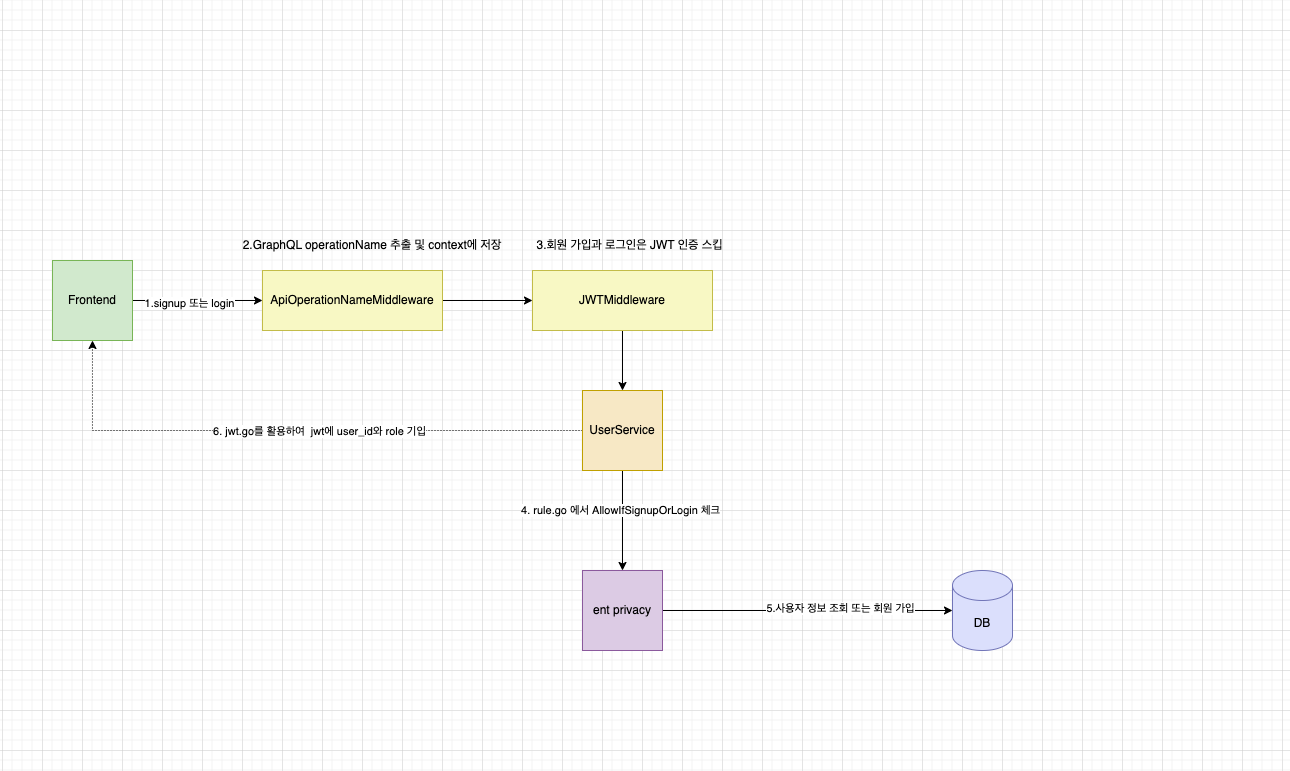 2.GraphQL operationName 추출 및 context에 저장
3.회원 가입과 로그인은 JWT 인증 스킵
Frontend
1.signup 또는 login
ApiOperationNameMiddleware
JWTMiddleware
6. jwt.go를 활용하여  jwt에 user_id와 role 기입
UserService
4. rule.go 에서 AllowIfSignupOrLogin 체크
ent privacy
5.사용자 정보 조회 또는 회원 가입
DB